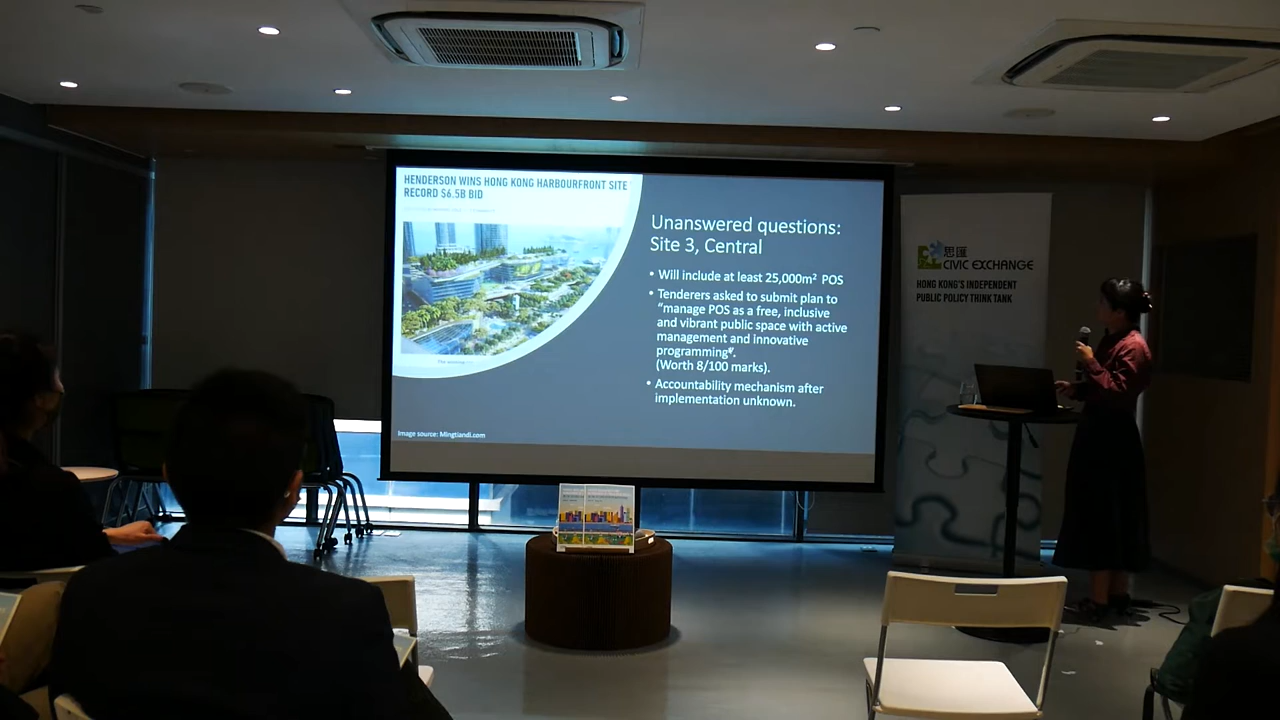 HENDERSON WINS HONG KONG HARBOURFRONT SITE
RECORD $6.5B BID
Unanswered questions:
Site 3, Central
• Will include at least 25,000m² POS
• Tenderers asked to submit plan to
"manage POS as a free, inclusive
and vibrant public space with active
management and innovative
programming".
(Worth 8/100 marks).
• Accountability mechanism after
implementation unknown.
Image source: Mingtiandi.com
思匯
CIVIC EXCHANGE
HONG KONG'S INDEPENDENT
PUBLIC POLICY THINK TANK